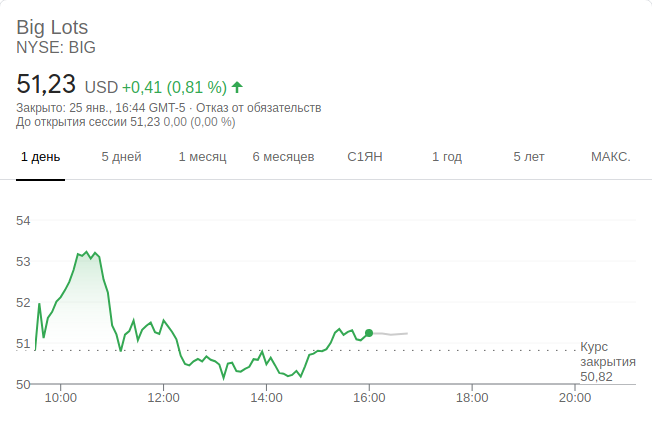 Big Lots
NYSE: BIG
51,23 USD +0,41 (0,81 %)
Закрыто: 25 янв., 16:44 GMT-5 · Отказ от обязательств
До открытия сессии 51,23 0,00 (0,00 %)
1 день 5 дней 1 месяц 6 месяцев С1ЯН 1 год 5 лет МАКС.
54
53
52
51
Курс
закрытия
50,82
50
10:00 12:00 14:00 16:00 18:00 20:00